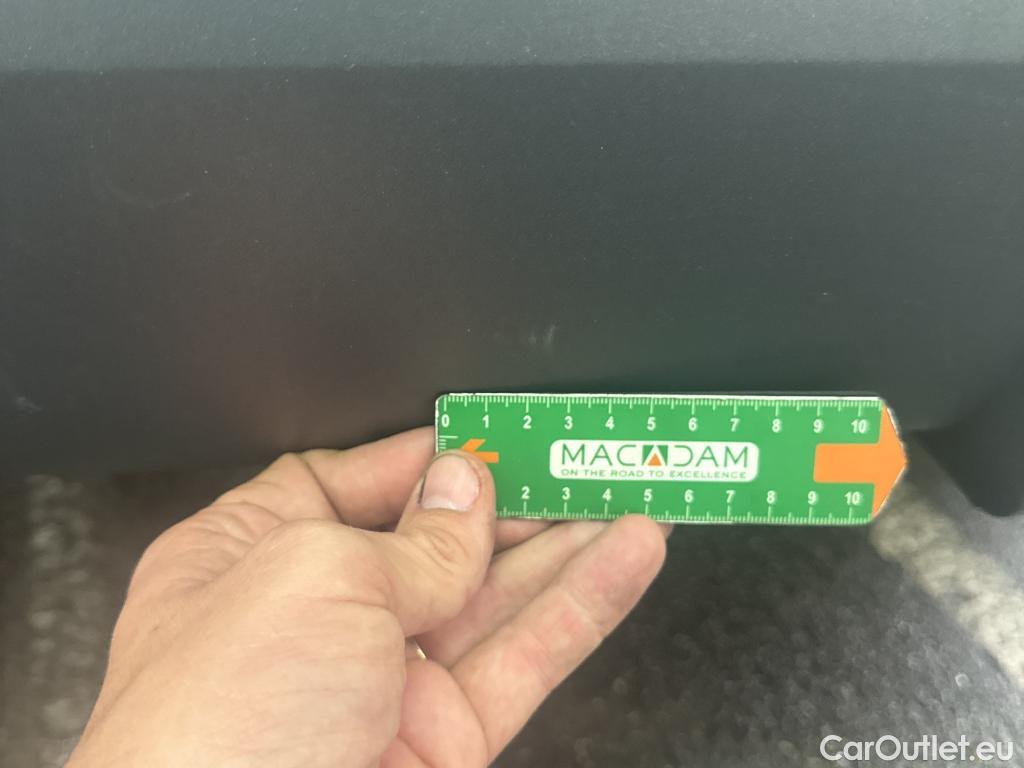 0 1 2 3 4 5 6 7 8 9 10
MACADAM
ON THE ROAD TO EXCELLENCE
2 3 4 5 6 7 8 9 10
CarOutlet.eu